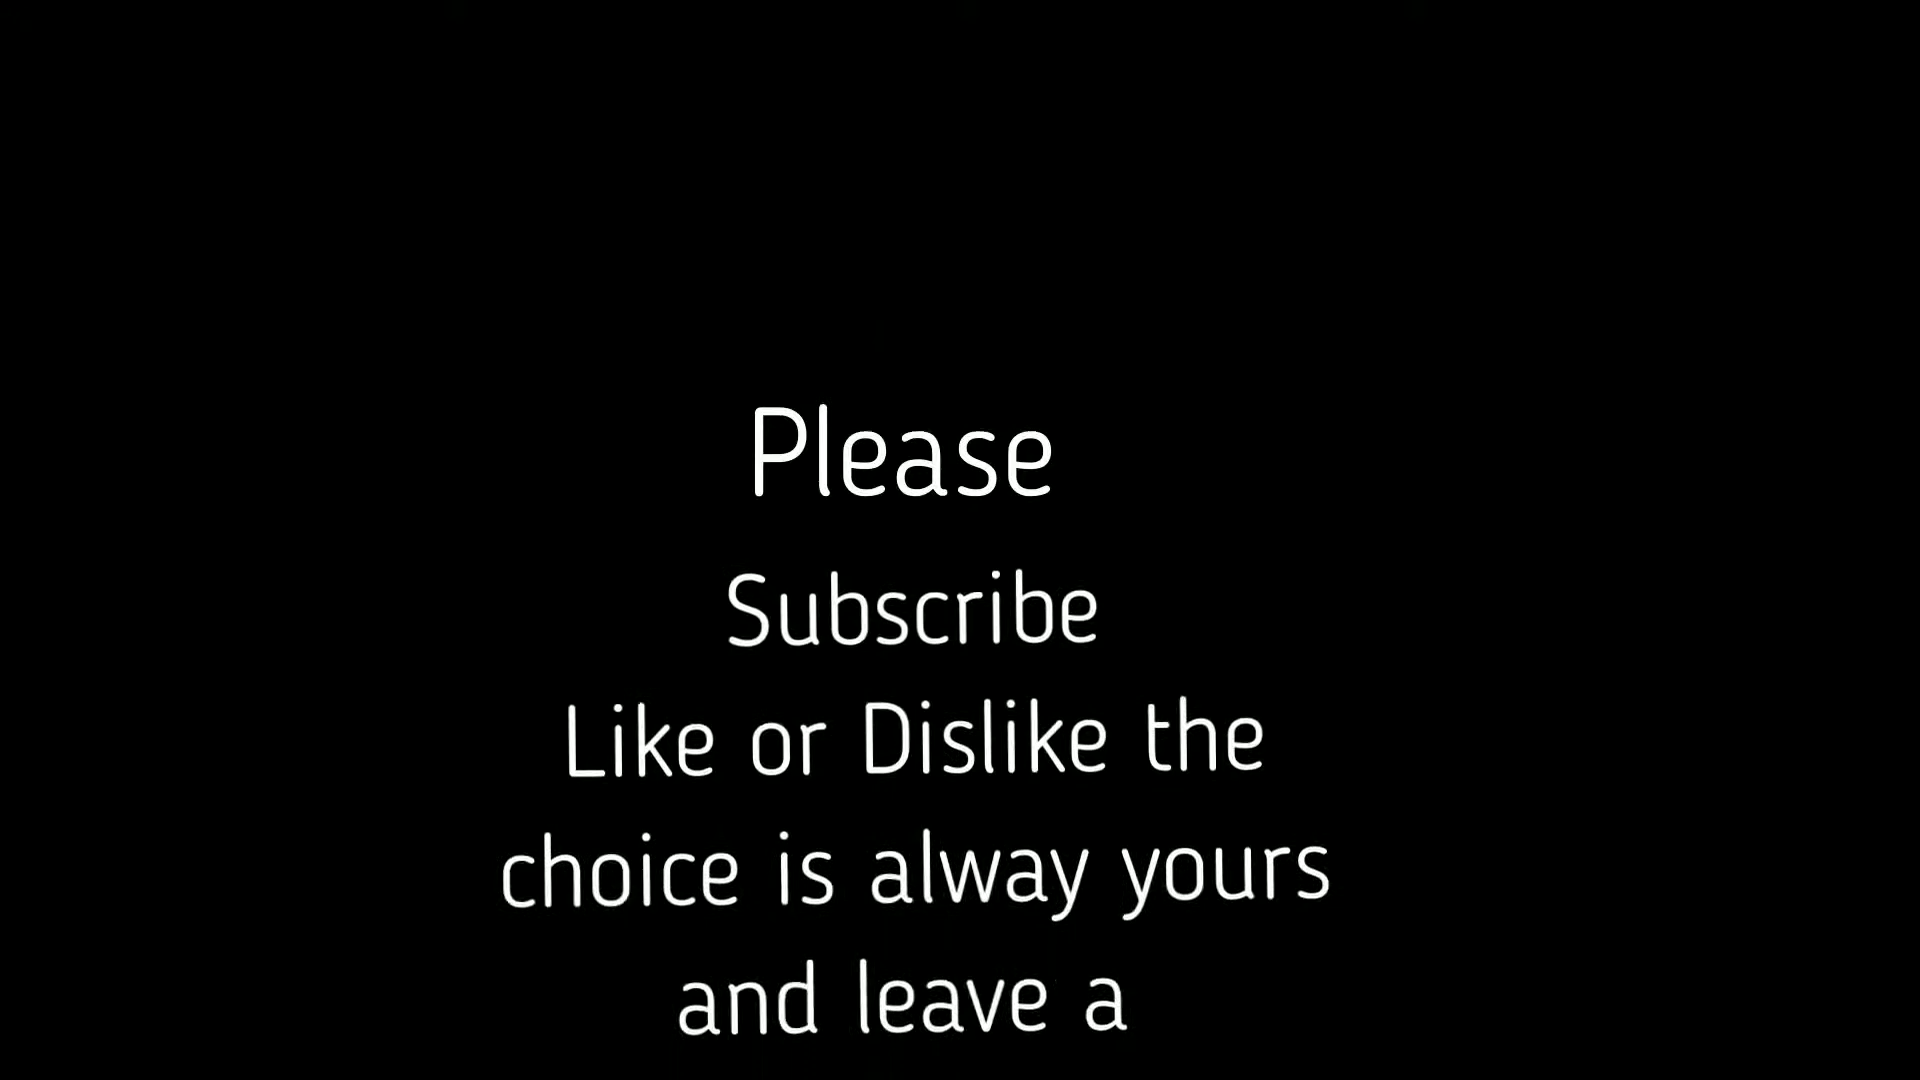 Please
Subscribe
Like or Dislike the
choice is alway yours
and leave a